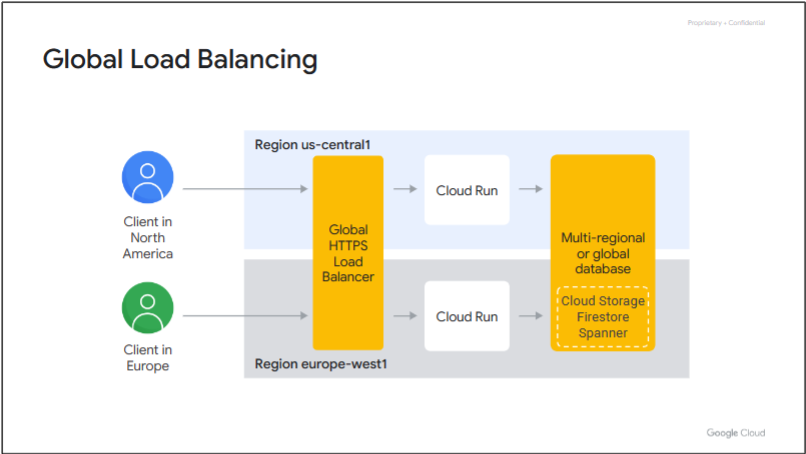 Proprietary + Confidential
Global Load Balancing
Region us-central1
Client in
North
America
Global
HTTPS
Load
Balancer
Cloud Run
Multi-regional
or global
database
Cloud Storage
Firestore
Spanner
Client in
Europe
Cloud Run
Region europe-west1
Google Cloud